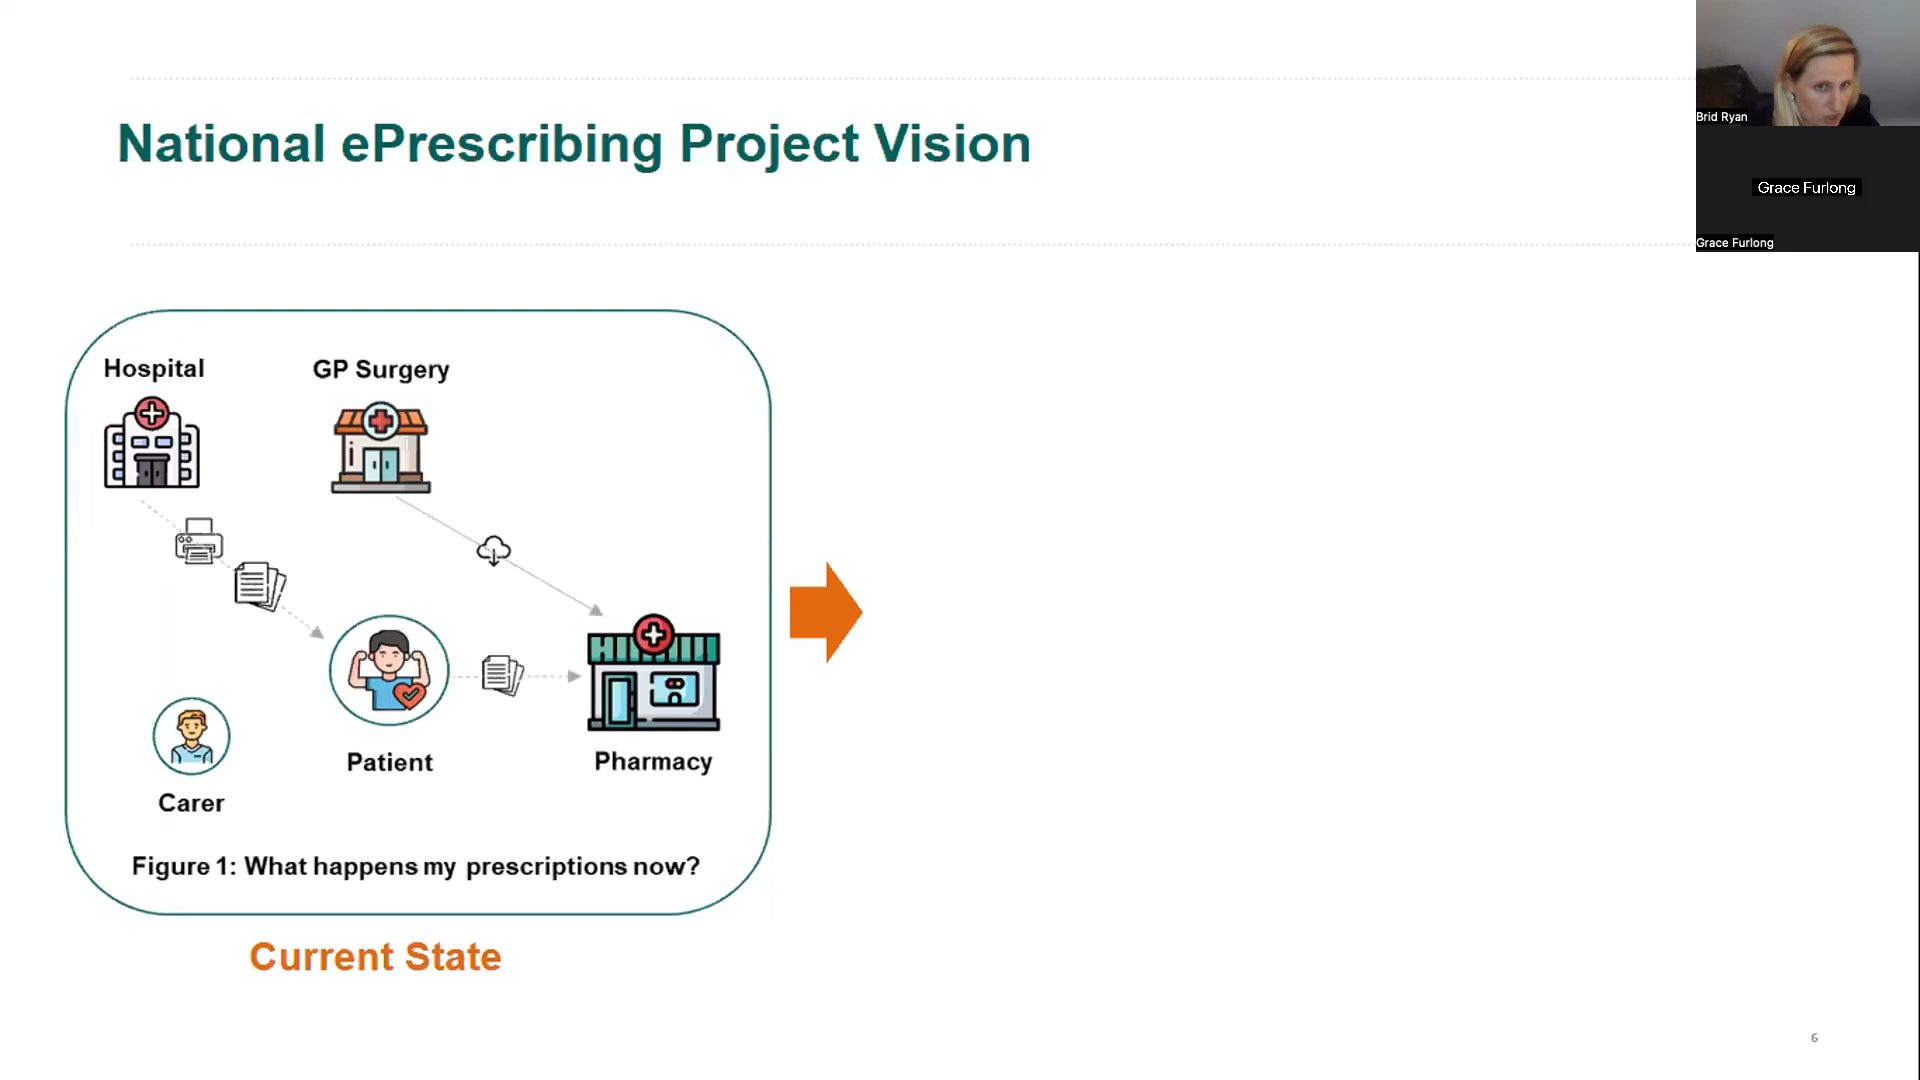 National ePrescribing Project Vision
Brid Ryan
Grace Furlong
Grace Furlong
Hospital
GP Surgery
Patient
Pharmacy
Carer
Figure 1: What happens my prescriptions now?
Current State
6